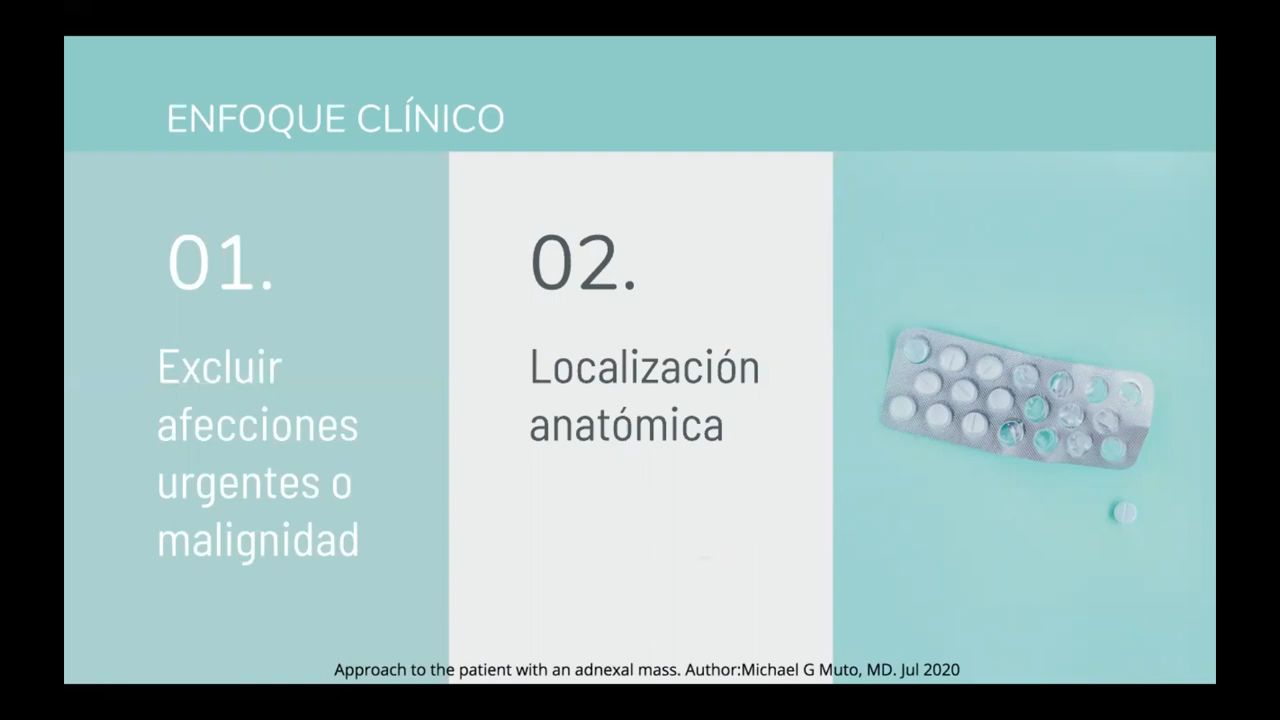 ENFOQUE CLÍNICO
01.
Excluir
afecciones
urgentes o
malignidad
02.
Localización
anatómica
Approach to the patient with an adnexal mass. Author:Michael G Muto, MD. Jul 2020